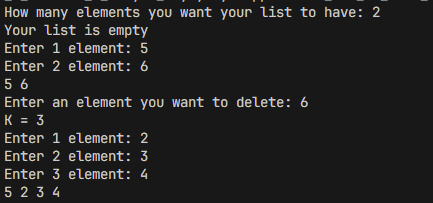 How many elements you want your list to have: 2
Your list is empty
Enter 1 element: 5
Enter 2 element: 6
5 6
Enter an element you want to delete: 6
K = 3
Enter 1 element: 2
Enter 2 element: 3
Enter 3 element: 4
5 2 3 4